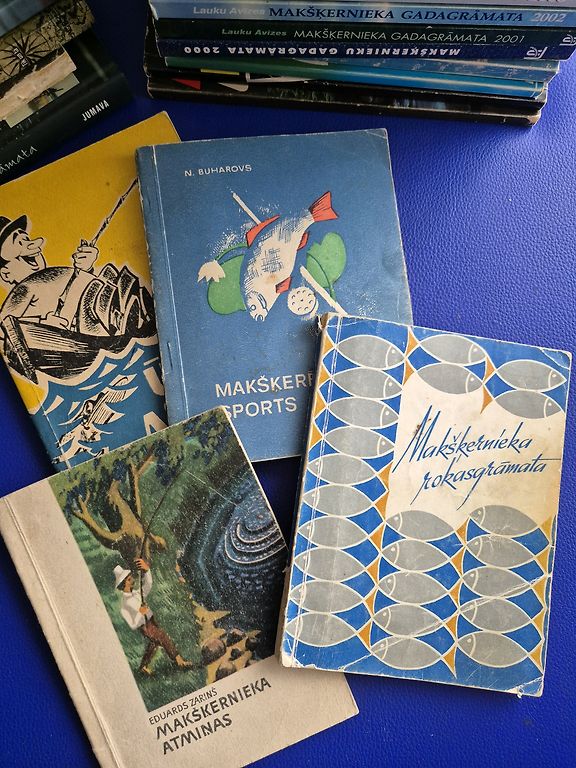 Lauku Avīzes MAKŠĶERNIEKA GADAGRĀMATA 2002
Lauku Avīzes MAKŠĶERNIEKA GADAGRĀMATA 2001
MAKŠĶERNIEKU GADAGRĀMATA 2000
JUMAVA
N. BUHAROVS
SPORTS
Makšķernieka
rokasgrāmata
EDUARDS ZARIŅŠ
MAKŠĶERNIEKA
ATMIŅAS